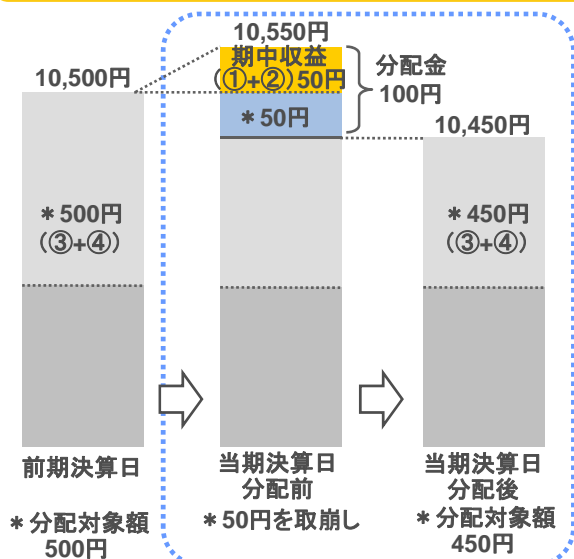 10,550円
期中収益
(①+②)50円
分配金
100円
10,500円
＊50円
10,450円
＊500円
(③+④)
＊450円
(③+④)
前期決算日
当期決算日
分配前
当期決算日
分配後
＊分配対象額
500円
＊50円を取崩し
＊分配対象額
450円